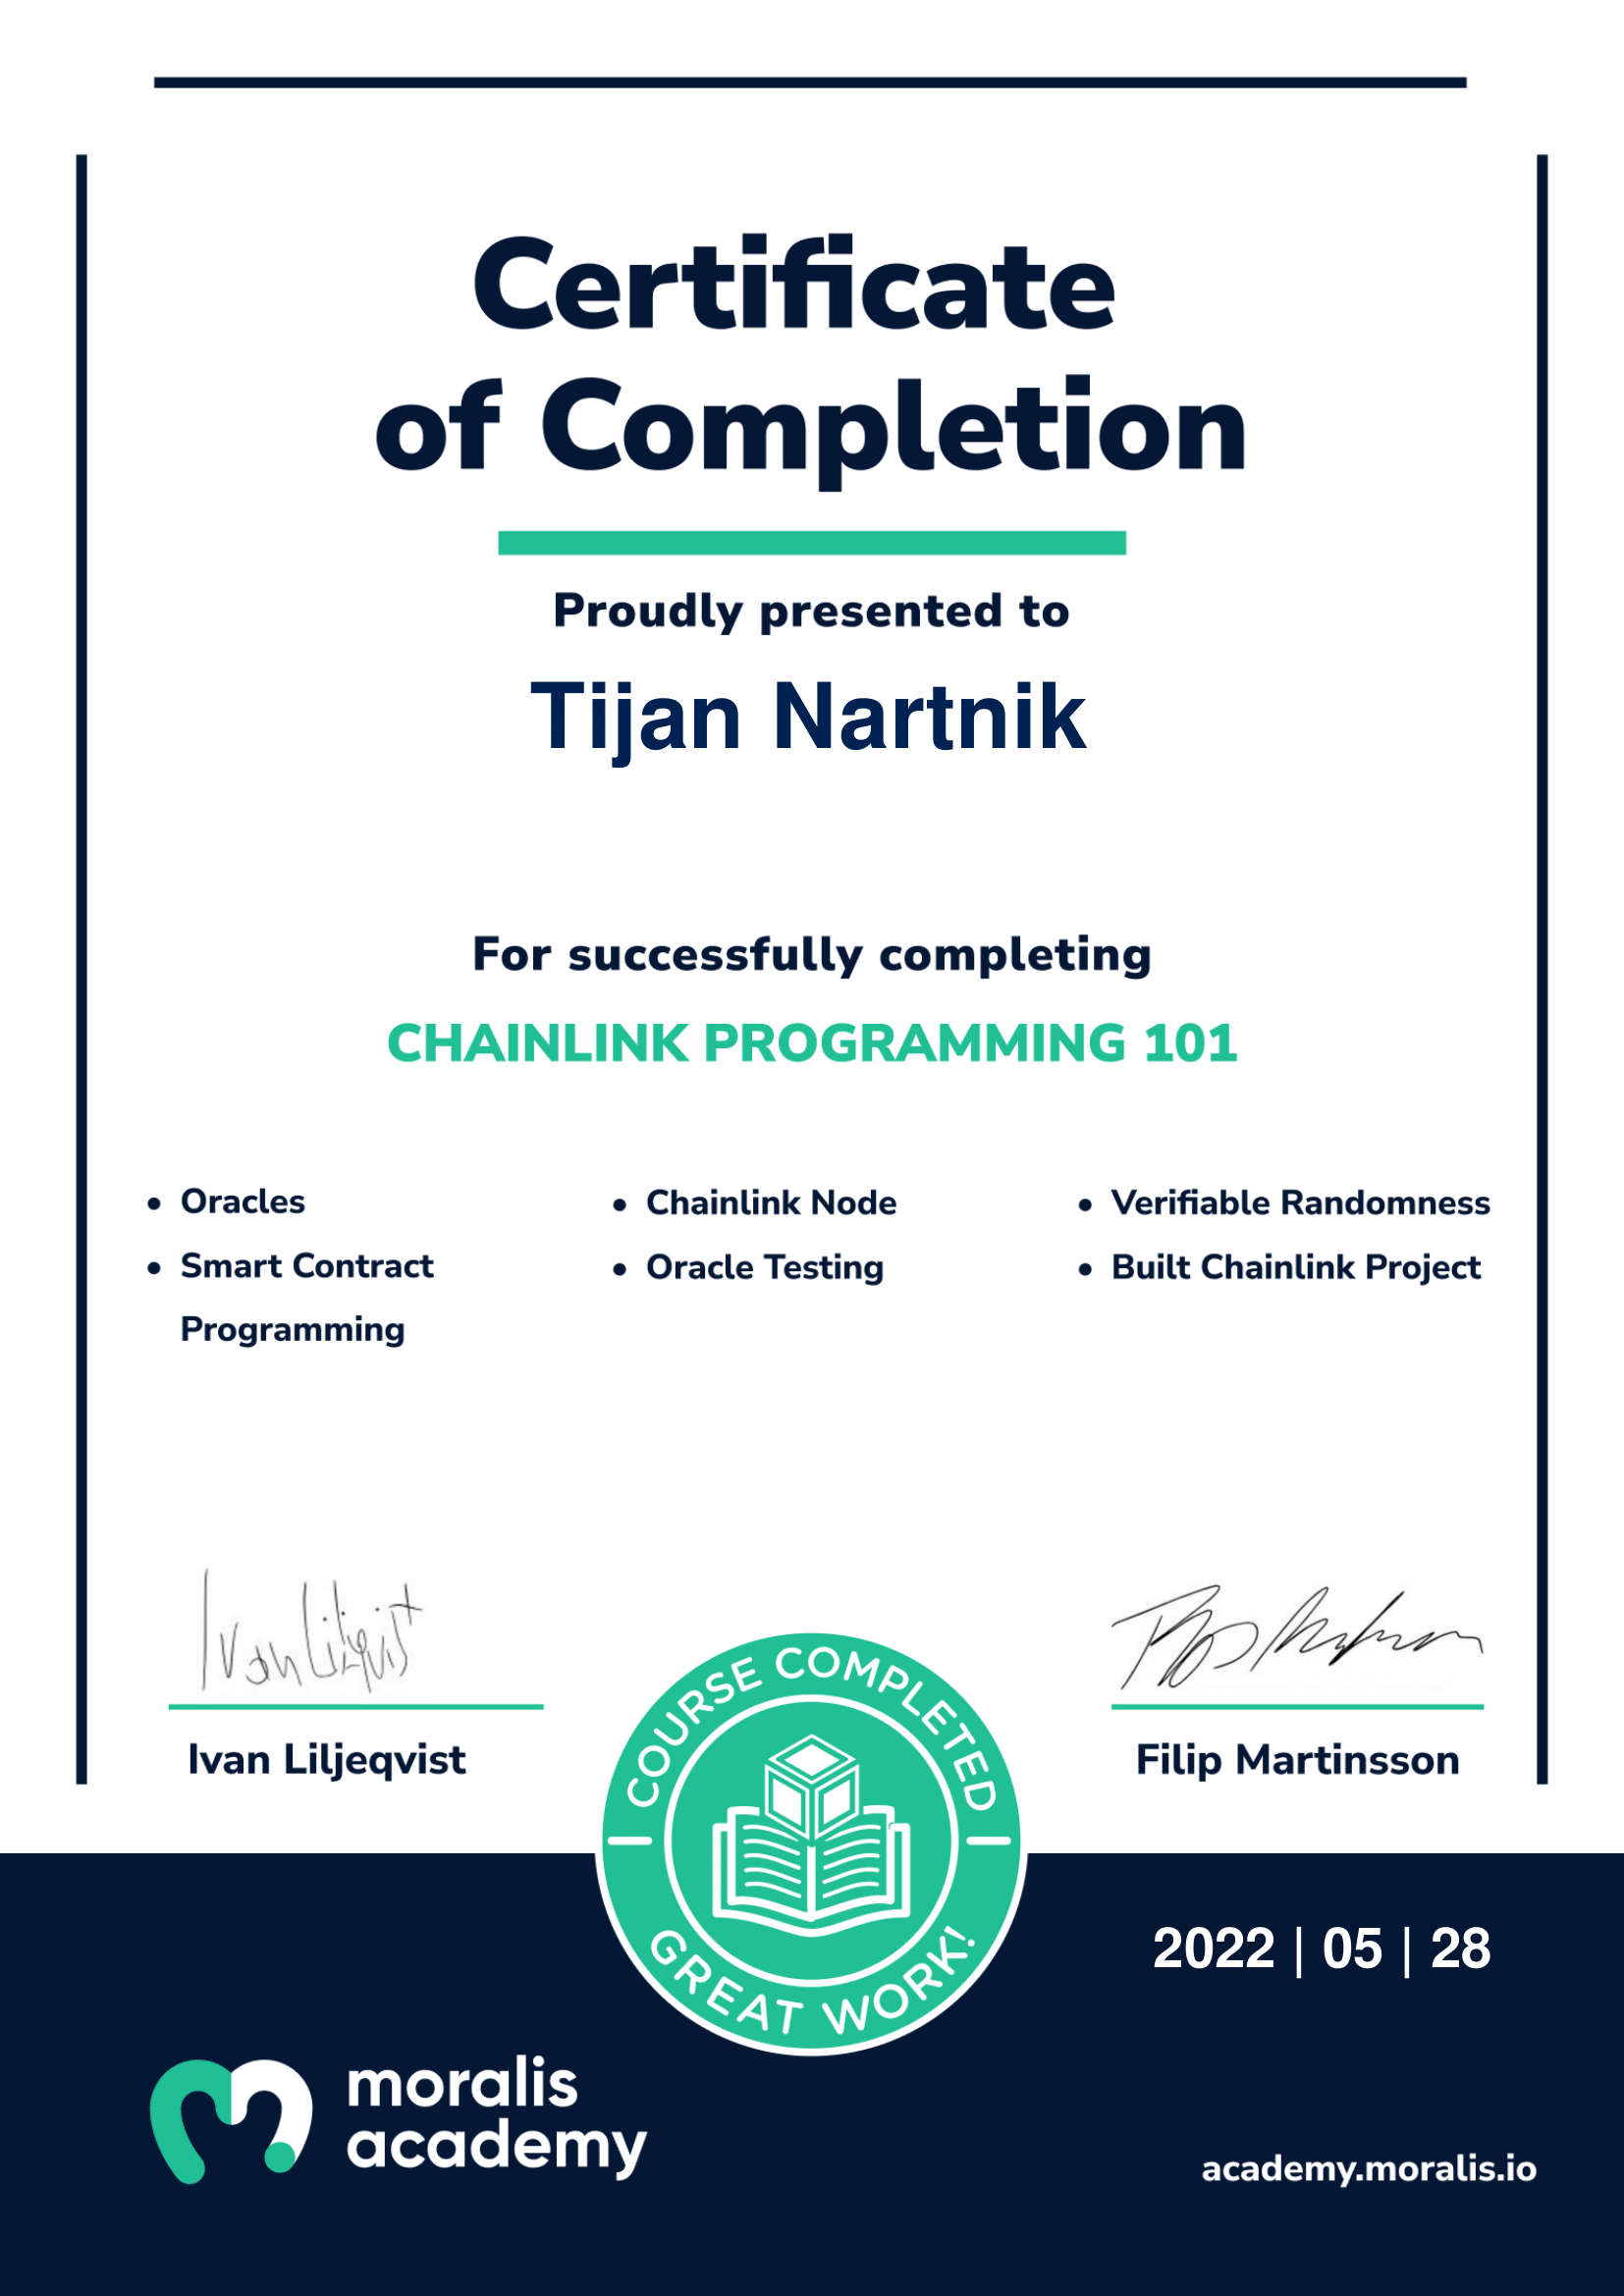 Certificate
of Completion
Proudly presented to
Tijan Nartnik
For successfully completing
CHAINLINK PROGRAMMING 101
• Oracles
• Smart Contract
Programming
• Chainlink Node
• Oracle Testing
• Verifiable Randomness
• Built Chainlink Project
Ivan Liljeqvist
Ivan Liljeqvist
Filip Martinsson
COURSE COMPLETED
GREAT WORK!
2022 | 05 | 28
moralis
academy
academy.moralis.io